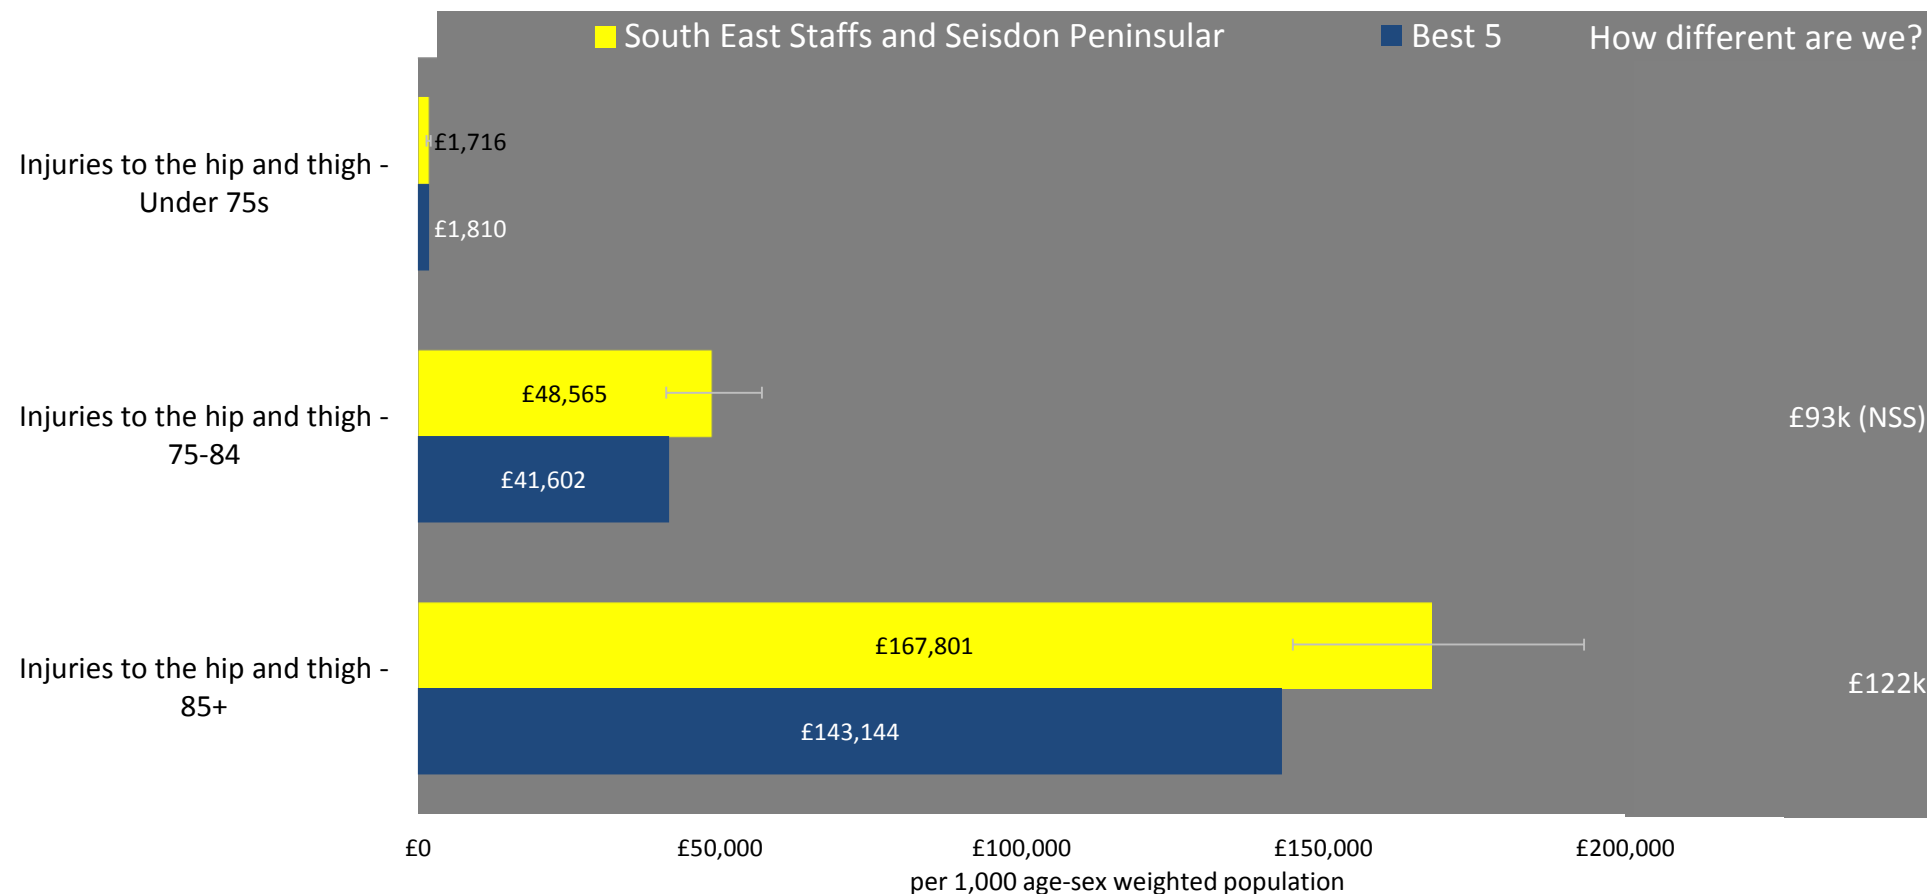 South East Staffs and Seisdon Peninsular
Best 5
How different are we?
Injuries to the hip and thigh -
Under 75s
£1,716
£1,810
Injuries to the hip and thigh -
75-84
£48,565
£41,602
£93k (NSS)
Injuries to the hip and thigh -
85+
£167,801
£143,144
£122k
£0 £50,000 £100,000 £150,000 £200,000
per 1,000 age-sex weighted population